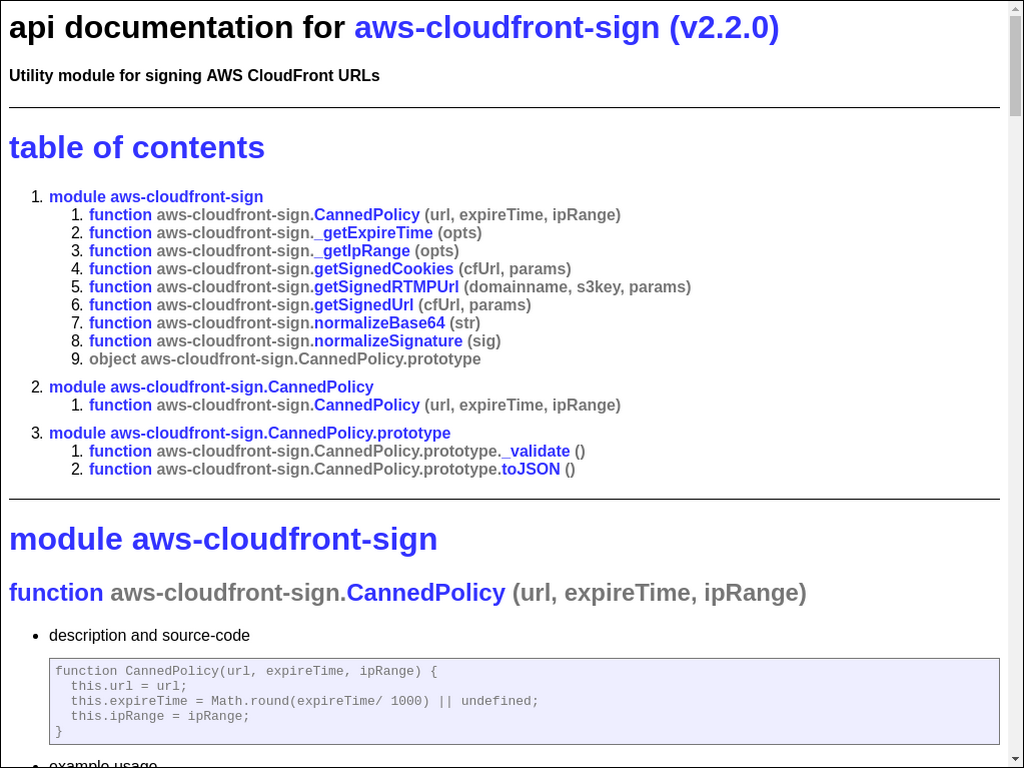 api documentation for aws-cloudfront-sign (v2.2.0)
Utility module for signing AWS CloudFront URLs
table of contents
1. module aws-cloudfront-sign
1. function aws-cloudfront-sign.CannedPolicy (url, expireTime, ipRange)
2. function aws-cloudfront-sign._getExpireTime (opts)
3. function aws-cloudfront-sign._getIpRange (opts)
4. function aws-cloudfront-sign.getSignedCookies (cfUrl, params)
5. function aws-cloudfront-sign.getSignedRTMPUrl (domainname, s3key, params)
6. function aws-cloudfront-sign.getSignedUrl (cfUrl, params)
7. function aws-cloudfront-sign.normalizeBase64 (str)
8. function aws-cloudfront-sign.normalizeSignature (sig)
9. object aws-cloudfront-sign.CannedPolicy.prototype
2. module aws-cloudfront-sign.CannedPolicy
1. function aws-cloudfront-sign.CannedPolicy (url, expireTime, ipRange)
3. module aws-cloudfront-sign.CannedPolicy.prototype
1. function aws-cloudfront-sign.CannedPolicy.prototype._validate ()
2. function aws-cloudfront-sign.CannedPolicy.prototype.toJSON ()
module aws-cloudfront-sign
function aws-cloudfront-sign.CannedPolicy (url, expireTime, ipRange)
• description and source-code
function CannedPolicy(url, expireTime, ipRange) {
  this.url = url;
  this.expireTime = Math.round(expireTime/ 1000) || undefined;
  this.ipRange = ipRange;
}
• example usage